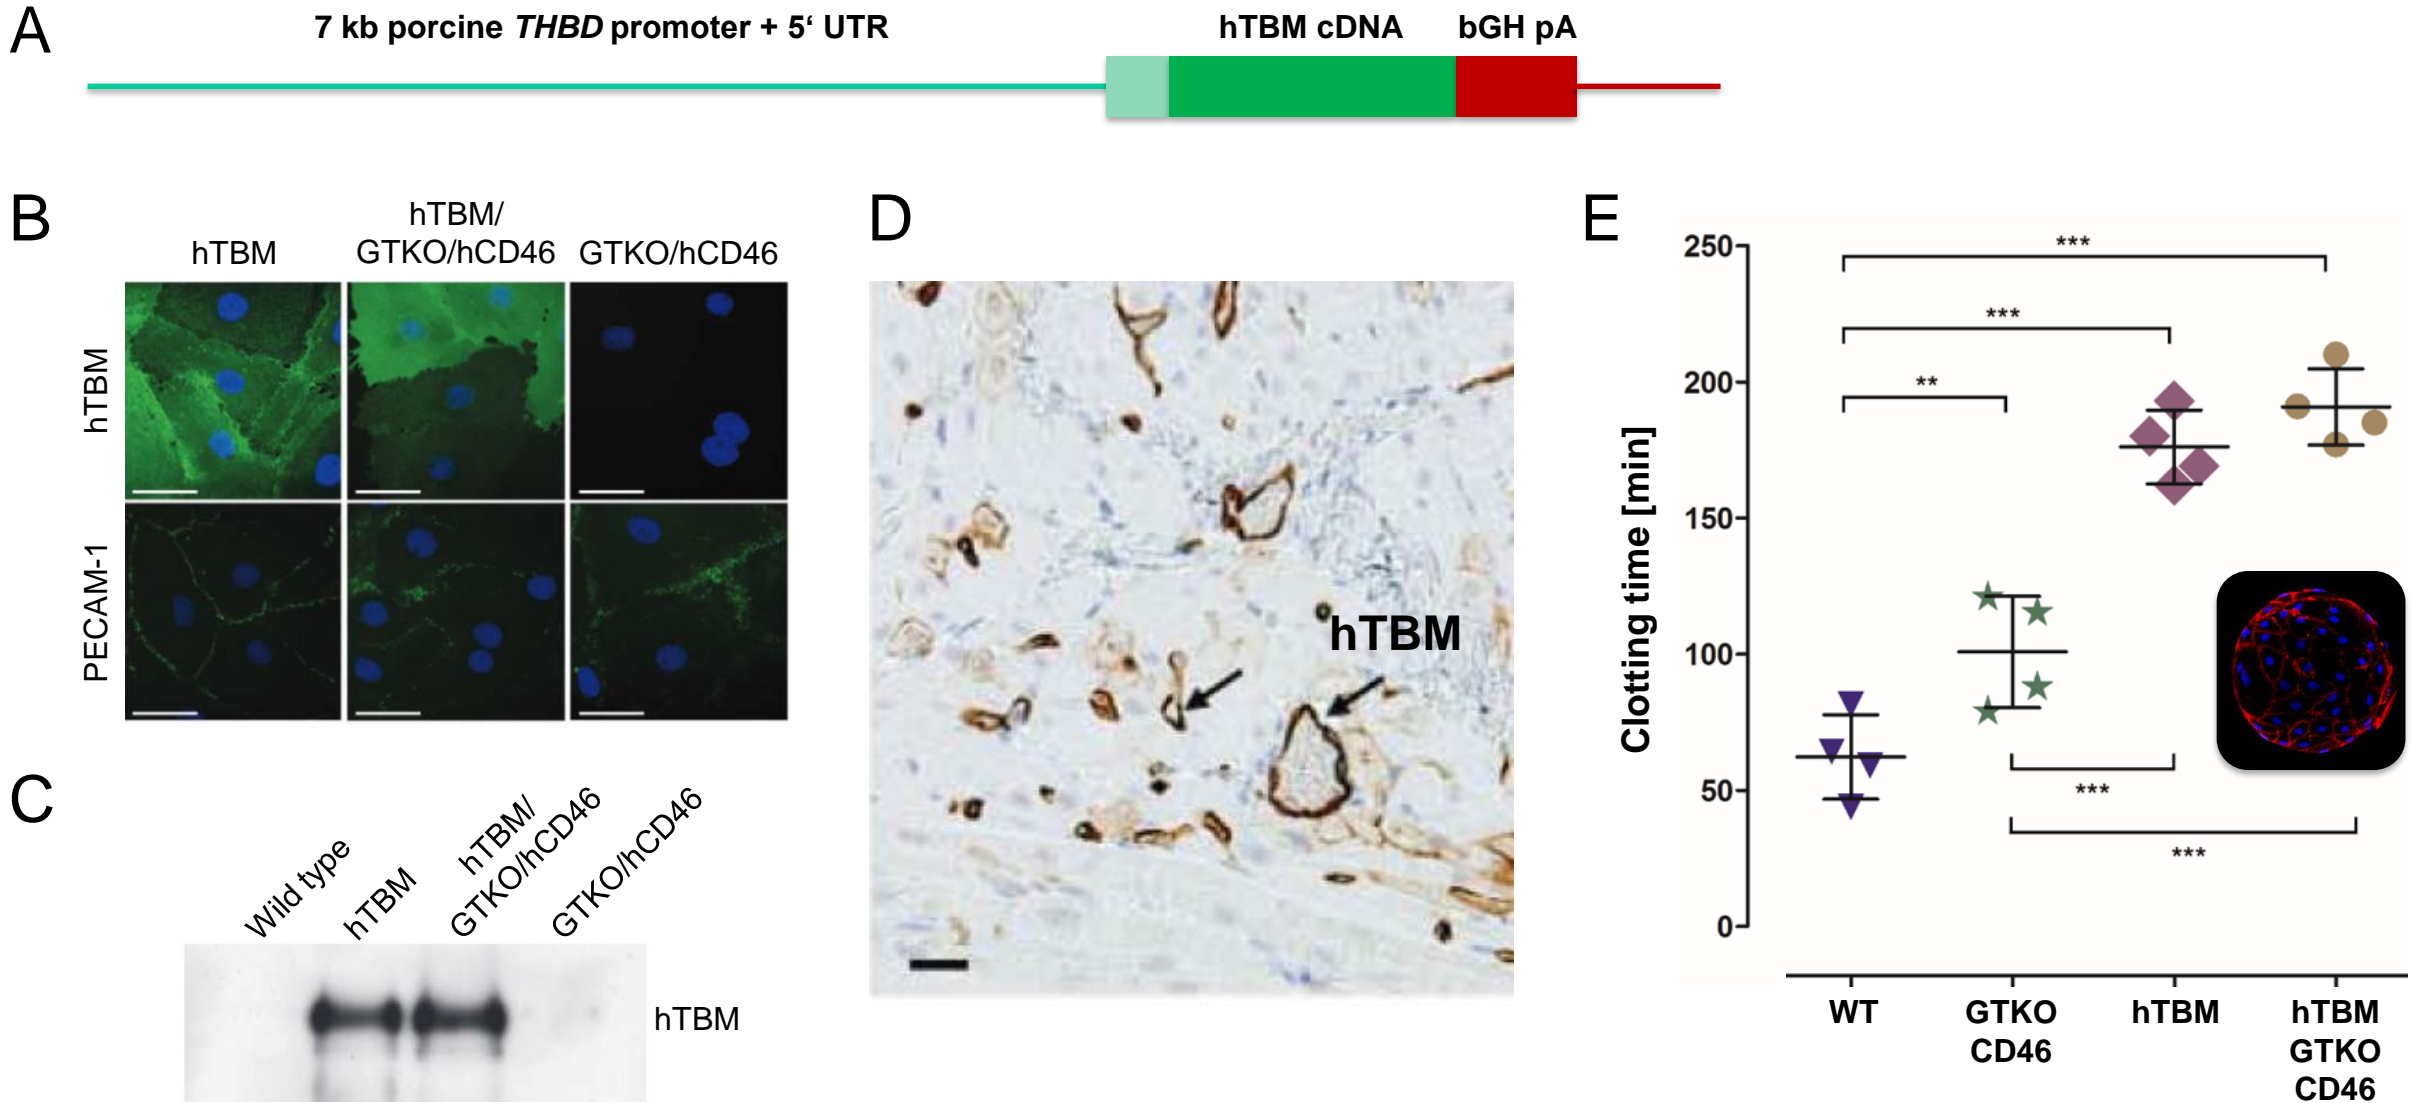 A
7 kb porcine THBD promoter + 5‘ UTR
hTBM cDNA
bGH pA
B
hTBM
hTBM/
GTKO/hCD46
GTKO/hCD46
hTBM
PECAM-1
C
Wild type
hTBM
hTBM/
GTKO/hCD46
GTKO/hCD46
hTBM
D
hTBM
E
Clotting time [min]
250
200
150
100
50
0
***
***
**
***
***
WT
GTKO
CD46
hTBM
hTBM
GTKO
CD46